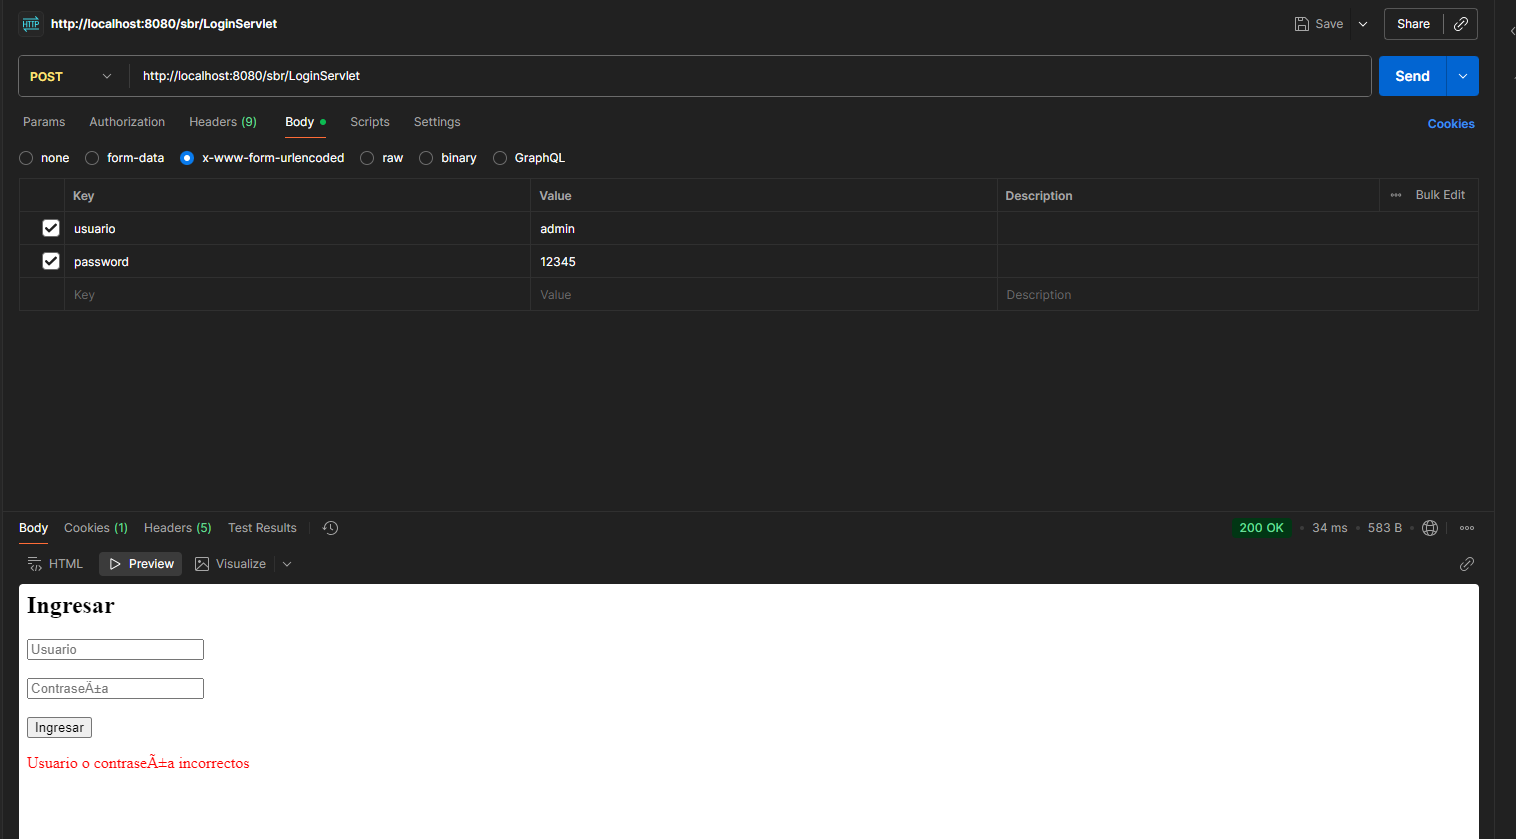 HTTP http://localhost:8080/sbr/LoginServlet Save Share
POST http://localhost:8080/sbr/LoginServlet Send
Params Authorization Headers (9) Body Scripts Settings Cookies
none form-data x-www-form-urlencoded raw binary GraphQL
Key Value Description Bulk Edit
usuario admin
password 12345
Key Value Description
Body Cookies (1) Headers (5) Test Results 200 OK 34 ms 583 B
HTML Preview Visualize
Ingresar
Usuario
ContraseÃ±a
Ingresar
Usuario o contraseÃ±a incorrectos